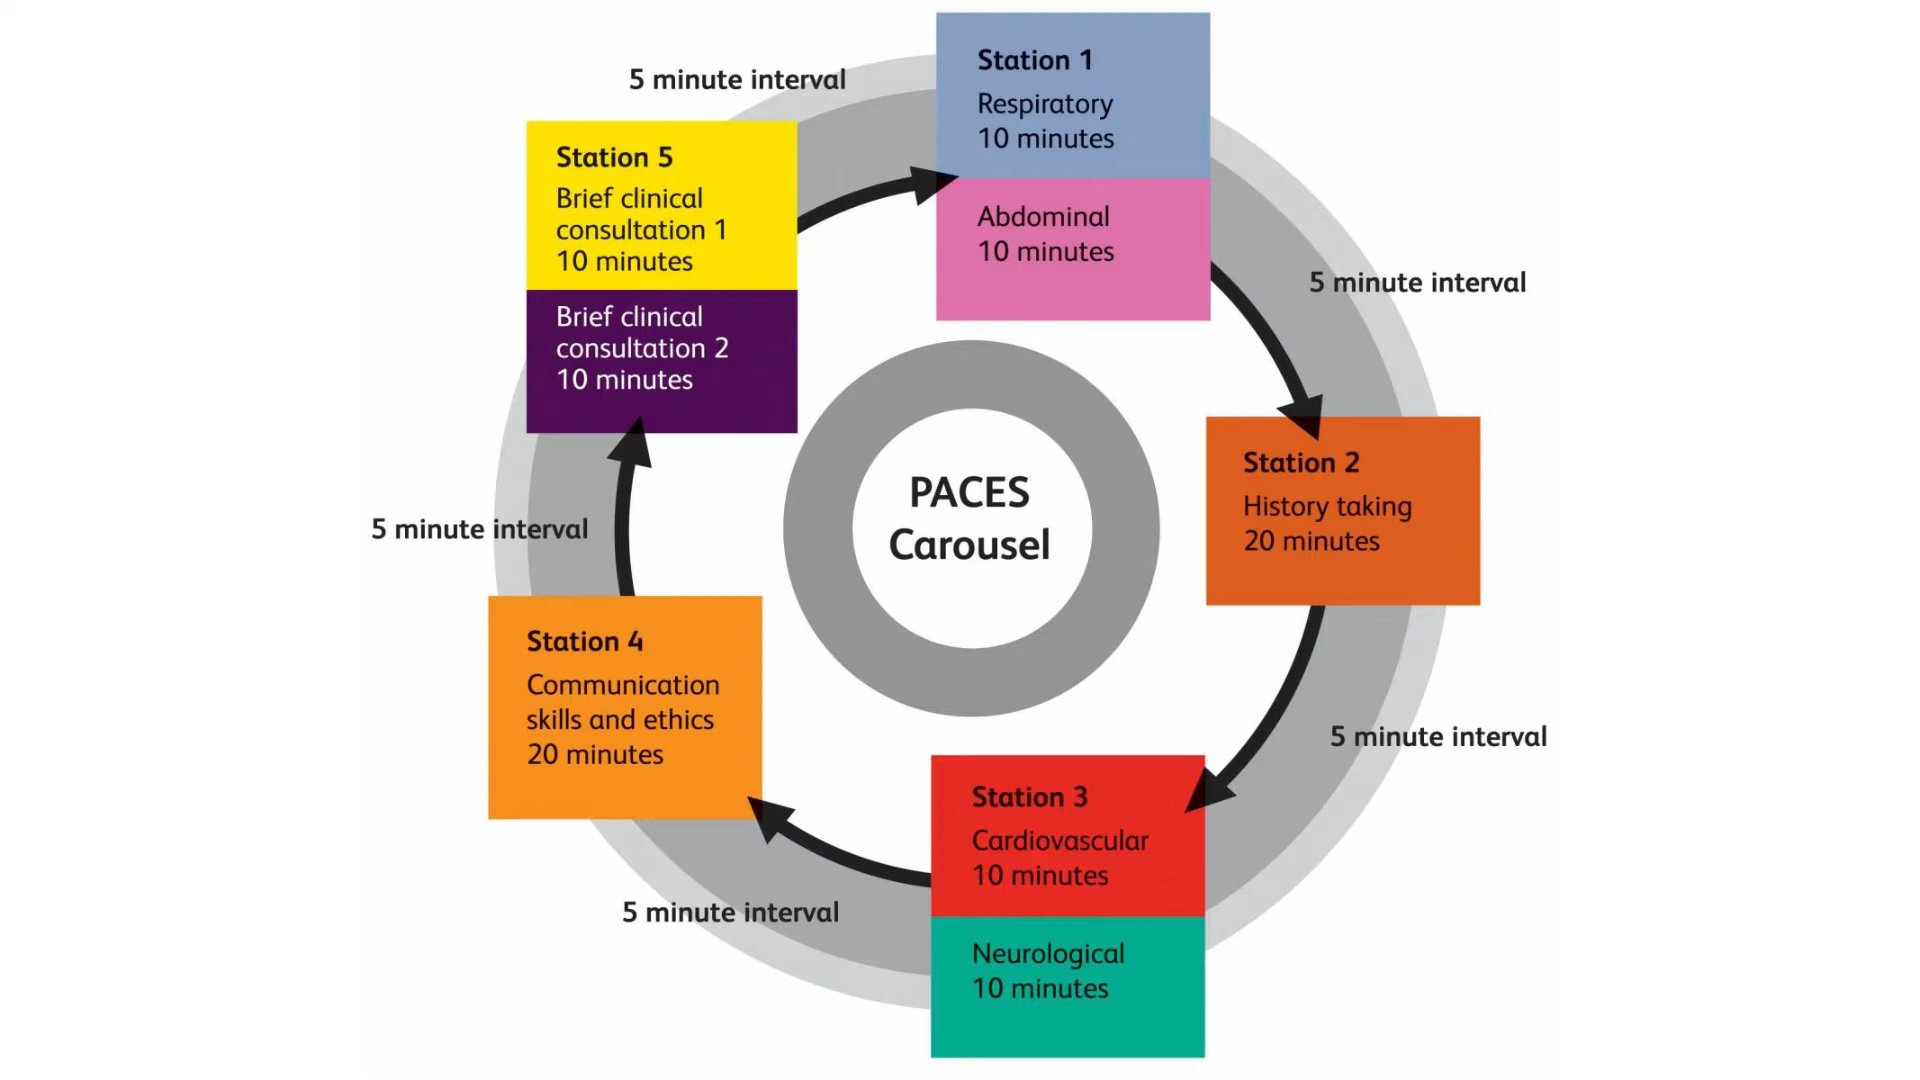 5 minute interval
Station 1
Respiratory
10 minutes
Abdominal
10 minutes
5 minute interval
Station 2
History taking
20 minutes
5 minute interval
Station 3
Cardiovascular
10 minutes
Neurological
10 minutes
5 minute interval
Station 4
Communication
skills and ethics
20 minutes
5 minute interval
Station 5
Brief clinical
consultation 1
10 minutes
Brief clinical
consultation 2
10 minutes
PACES
Carousel